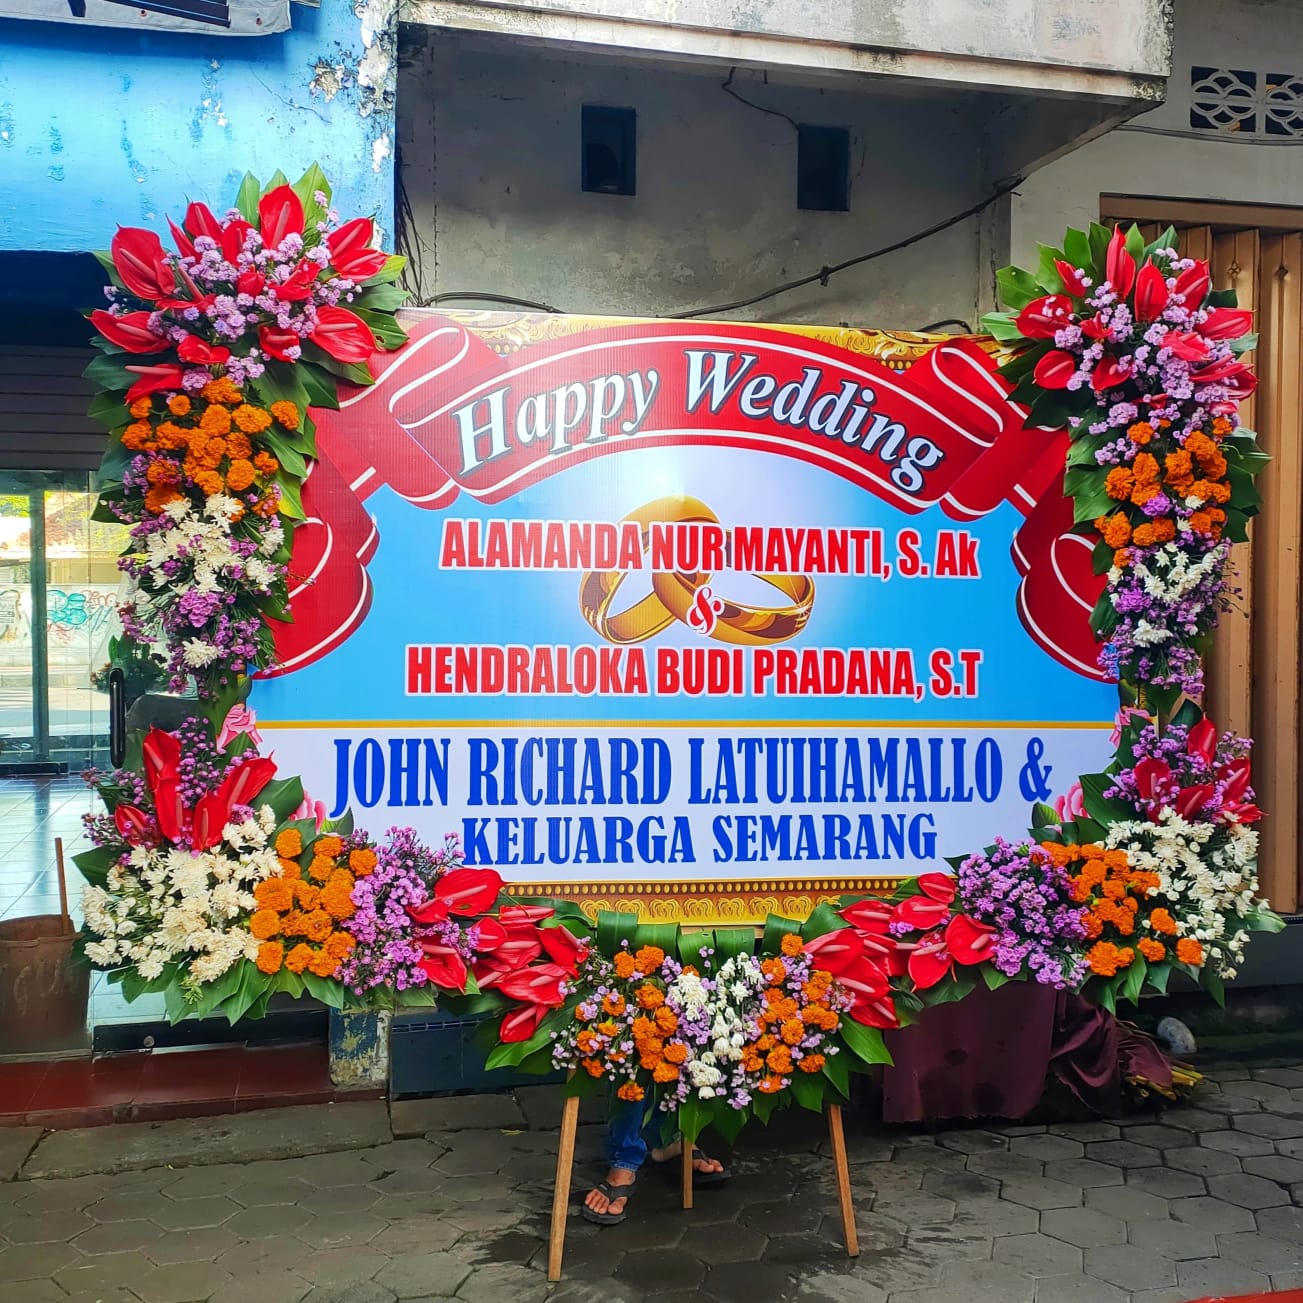 Happy Wedding
ALAMANDA NUR MAYANTI, S. Ak
&
HENDRALOKA BUDI PRADANA, S.T
JOHN RICHARD LATUIHAMALLO &
KELUARGA SEMARANG